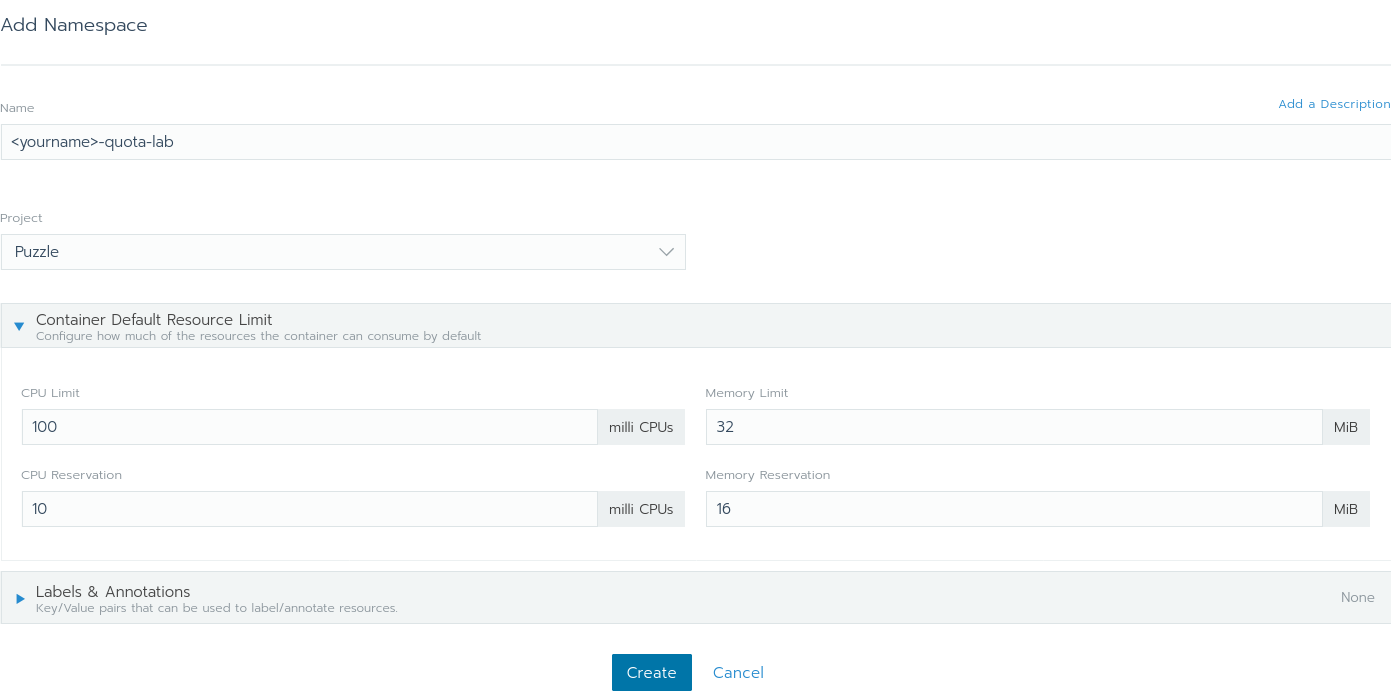 Add Namespace
Name
Add a Description
<yourname>-quota-lab
Project
Puzzle
Container Default Resource Limit
Configure how much of the resources the container can consume by default
CPU Limit
Memory Limit
100 milli CPUs
32 MiB
CPU Reservation
Memory Reservation
10 milli CPUs
16 MiB
Labels & Annotations
Key/Value pairs that can be used to label/annotate resources.
None
Create
Cancel